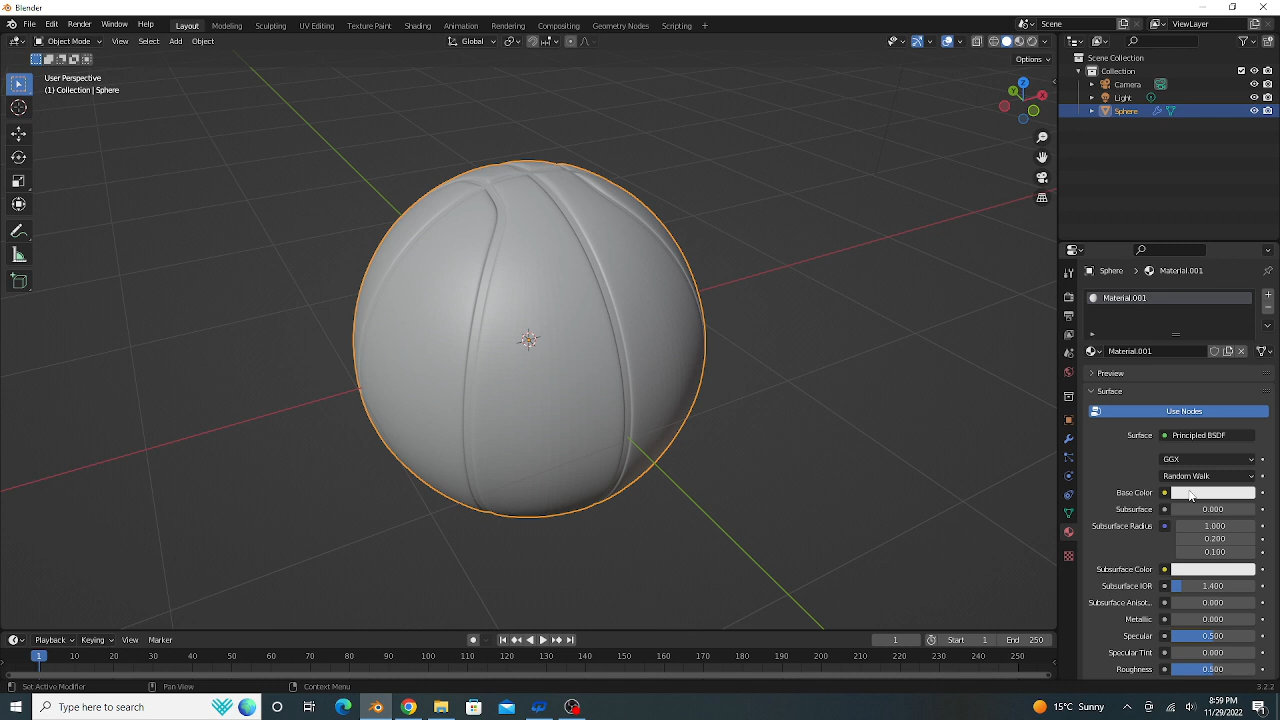 Blender
File Edit Render Window Help Layout Modeling Sculpting UV Editing Texture Paint Shading Animation Rendering Compositing Geometry Nodes Scripting + Scene ViewLayer
Object Mode View Select Add Object Global
Options
User Perspective
(1) Collection | Sphere
Z
Y
X
Scene Collection
Collection
Camera
Light
Sphere
Sphere Material.001
Material.001
Material.001
Preview
Surface
Use Nodes
Surface Principled BSDF
GGX
Random Walk
Base Color
Subsurface 0.000
Subsurface Radius 1.000
0.200
0.100
Subsurface Color
Subsurface IOR 1.400
Subsurface Anisot... 0.000
Metallic 0.000
Specular 0.500
Specular Tint 0.000
Roughness 0.500
Playback Keying View Marker 1 Start 1 End 250
1 10 20 30 40 50 60 70 80 90 100 110 120 130 140 150 160 170 180 190 200 210 220 230 240 250
Set Active Modifier Pan View Context Menu 3.2.2
Type here to search
15°C Sunny
8:59 PM
11/29/2022